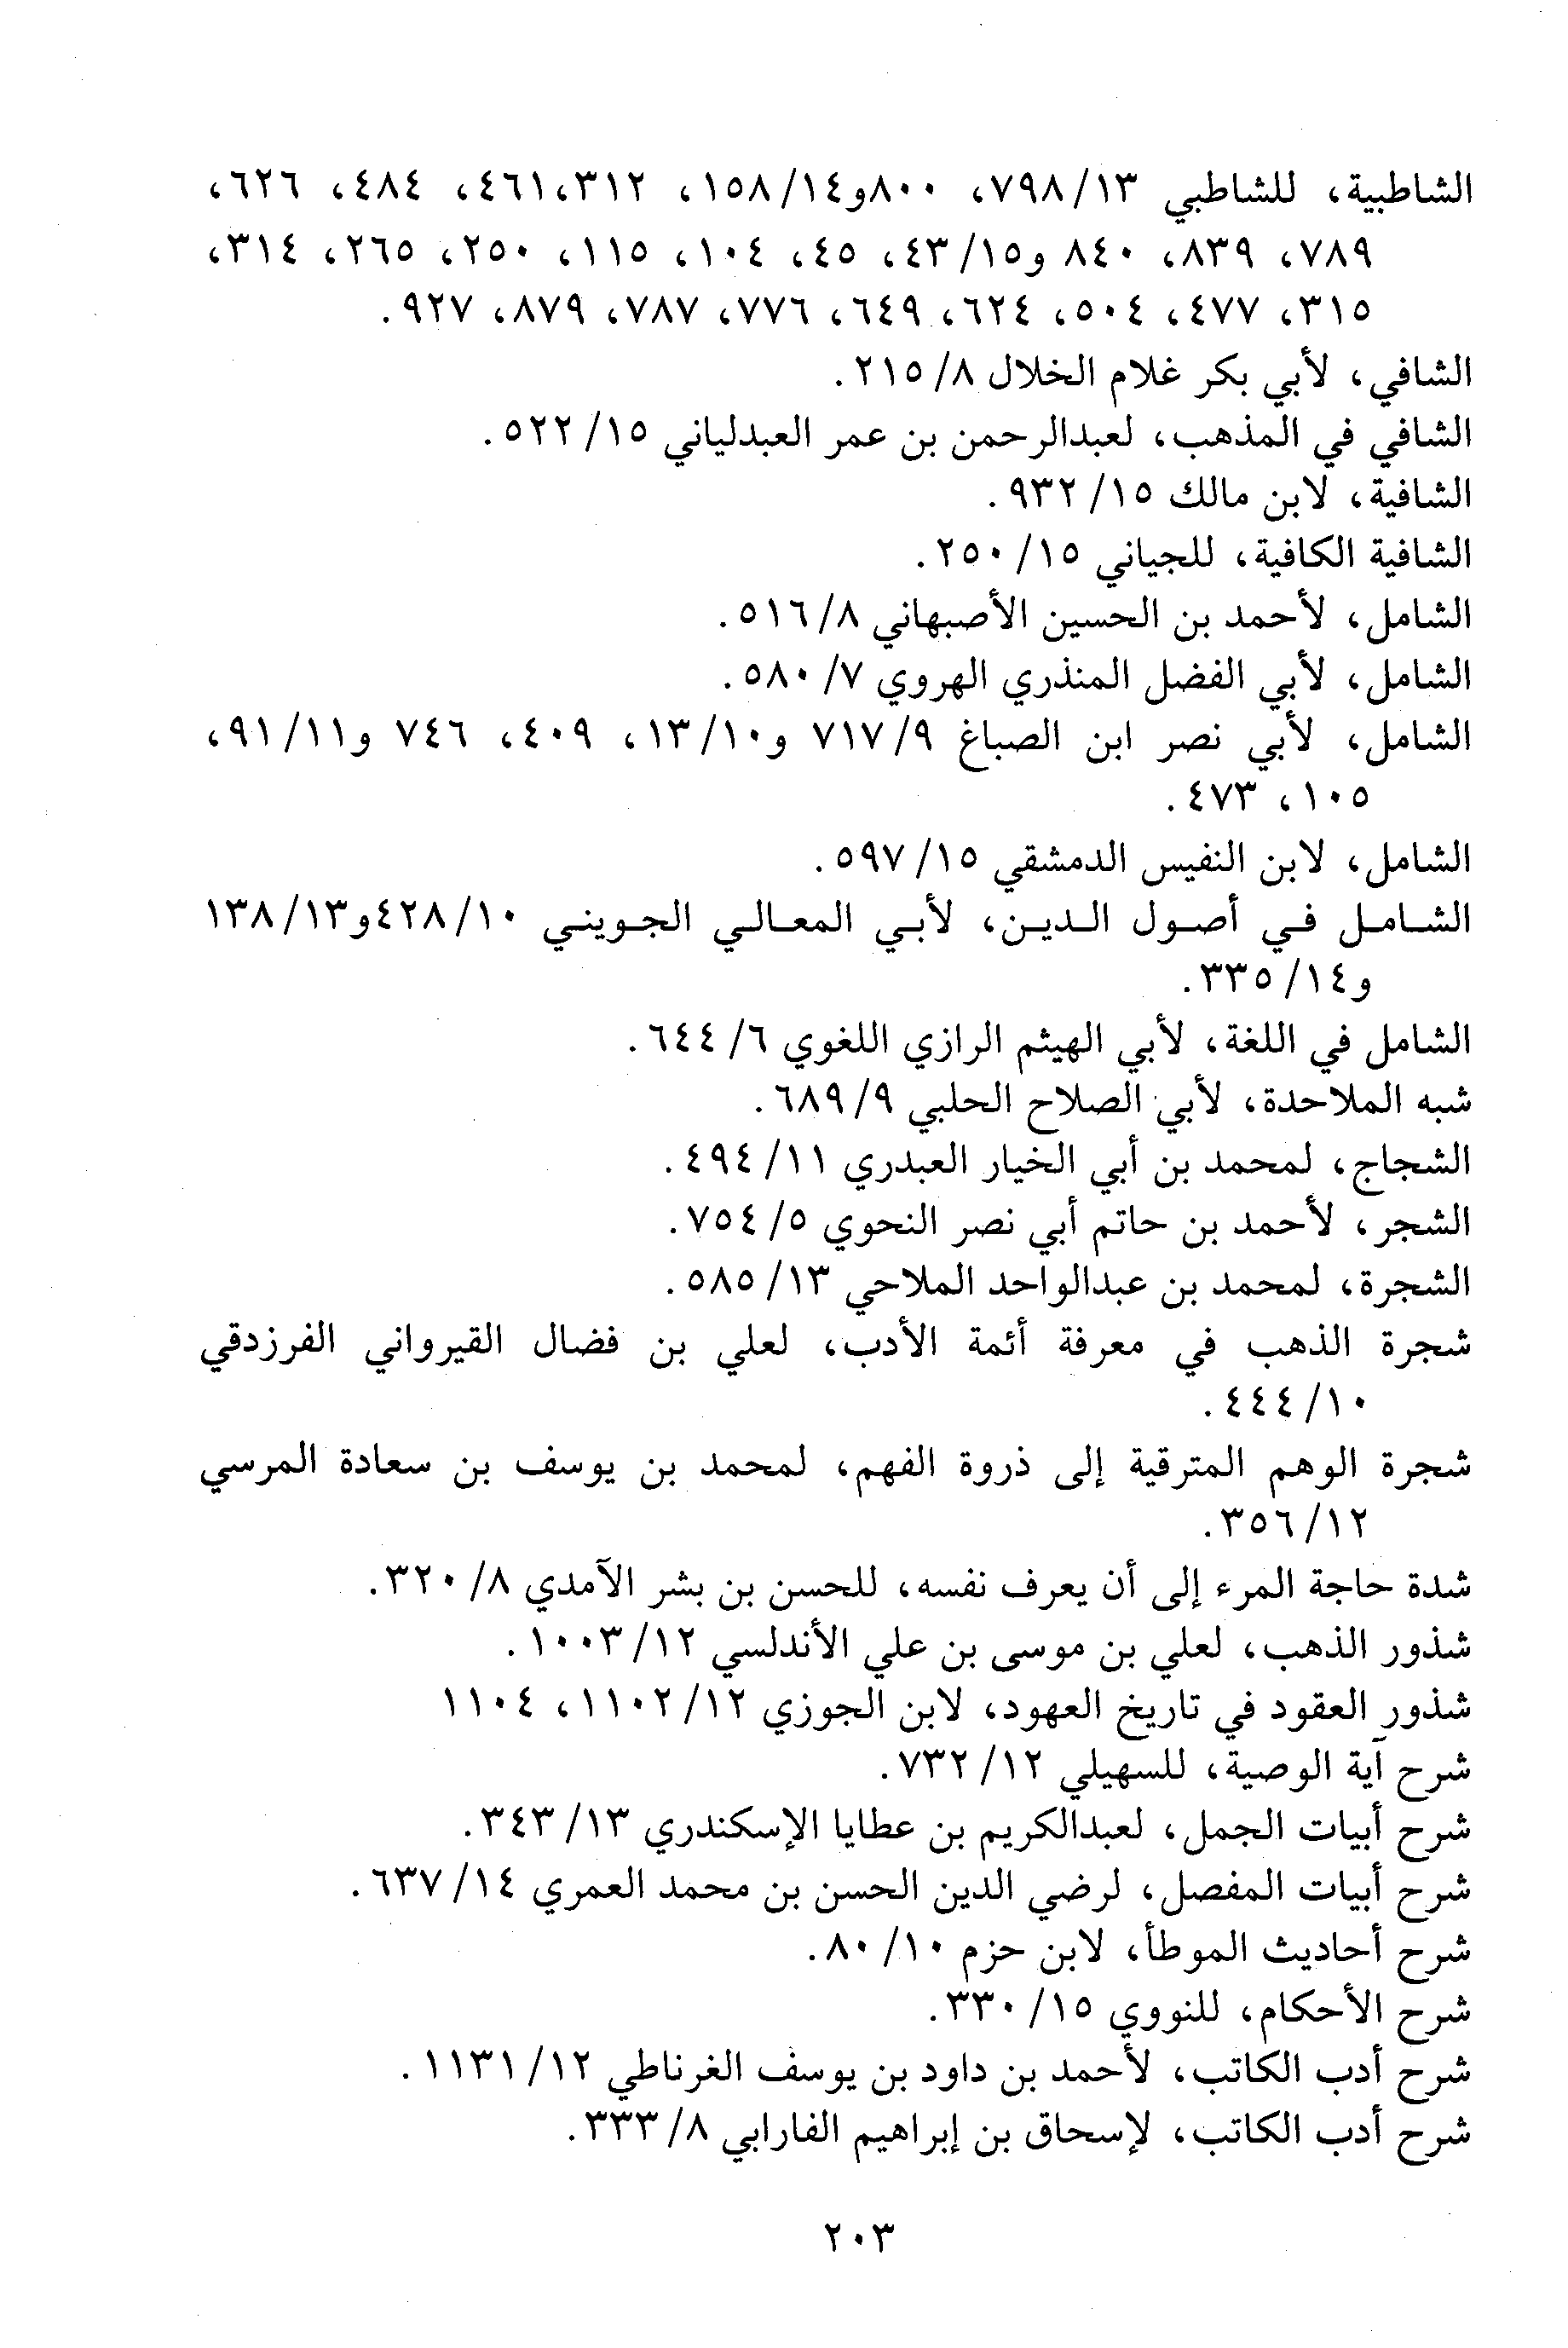 الشاطبية، للشاطبي ١٣/ ٧٩٨، ٨٠٠و١٤/ ١٥٨، ٣١٢،٤٦١، ٤٨٤، ٦٢٦،
٧٨٩، ٨٣٩، ٨٤٠ و١٥/ ٤٣، ٤٥، ١٠٤، ١١٥، ٢٥٠، ٢٦٥، ٣١٤،
٣١٥، ٤٧٧، ٥٠٤، ٦٢٤، ٦٤٩، ٧٧٦، ٧٨٧، ٨٧٩، ٩٢٧.
الشافي، لأبي بكر غلام الخلال ٨/ ٢١٥.
الشافي في المذهب، لعبدالرحمن بن عمر العبدلياني ١٥/ ٥٢٢.
الشافية، لابن مالك ١٥/ ٩٣٢.
الشافية الكافية، للجياني ١٥/ ٢٥٠.
الشامل، لأحمد بن الحسين الأصبهاني ٨/ ٥١٦.
الشامل، لأبي الفضل المنذري الهروي ٧/ ٥٨٠.
الشامل، لأبي نصر ابن الصباغ ٩/ ٧١٧ و١٠/ ١٣، ٤٠٩، ٧٤٦ و١١/ ٩١،
١٠٥، ٤٧٣.
الشامل، لابن النفيس الدمشقي ١٥/ ٥٩٧.
الشامل في أصول الدين، لأبي المعالي الجويني ١٠/ ٤٢٨و١٣/ ١٣٨
و١٤/ ٣٣٥.
الشامل في اللغة، لأبي الهيثم الرازي اللغوي ٦/ ٦٤٤.
شبه الملاحدة، لأبي الصلاح الحلبي ٩/ ٦٨٩.
الشجاج، لمحمد بن أبي الخيار العبدري ١١/ ٤٩٤.
الشجر، لأحمد بن حاتم أبي نصر النحوي ٥/ ٧٥٤.
الشجرة، لمحمد بن عبدالواحد الملاحي ١٣/ ٥٨٥.
شجرة الذهب في معرفة أئمة الأدب، لعلي بن فضال القيرواني الفرزدقي
١٠/ ٤٤٤.
شجرة الوهم المترقية إلى ذروة الفهم، لمحمد بن يوسف بن سعادة المرسي
١٢/ ٣٥٦.
شدة حاجة المرء إلى أن يعرف نفسه، للحسن بن بشر الآمدي ٨/ ٣٢٠.
شذور الذهب، لعلي بن موسى بن علي الأندلسي ١٢/ ١٠٠٣.
شذور العقود في تاريخ العهود، لابن الجوزي ١٢/ ١١٠٢، ١١٠٤
شرح آية الوصية، للسهيلي ١٢/ ٧٣٢.
شرح أبيات الجمل، لعبدالكريم بن عطايا الإسكندري ١٣/ ٣٤٣.
شرح أبيات المفصل، لرضي الدين الحسن بن محمد العمري ١٤/ ٦٣٧.
شرح أحاديث الموطأ، لابن حزم ١٠/ ٨٠.
شرح الأحكام، للنووي ١٥/ ٣٣٠.
شرح أدب الكاتب، لأحمد بن داود بن يوسف الغرناطي ١٢/ ١١٣١.
شرح أدب الكاتب، لإسحاق بن إبراهيم الفارابي ٨/ ٣٣٣.
٢٠٣